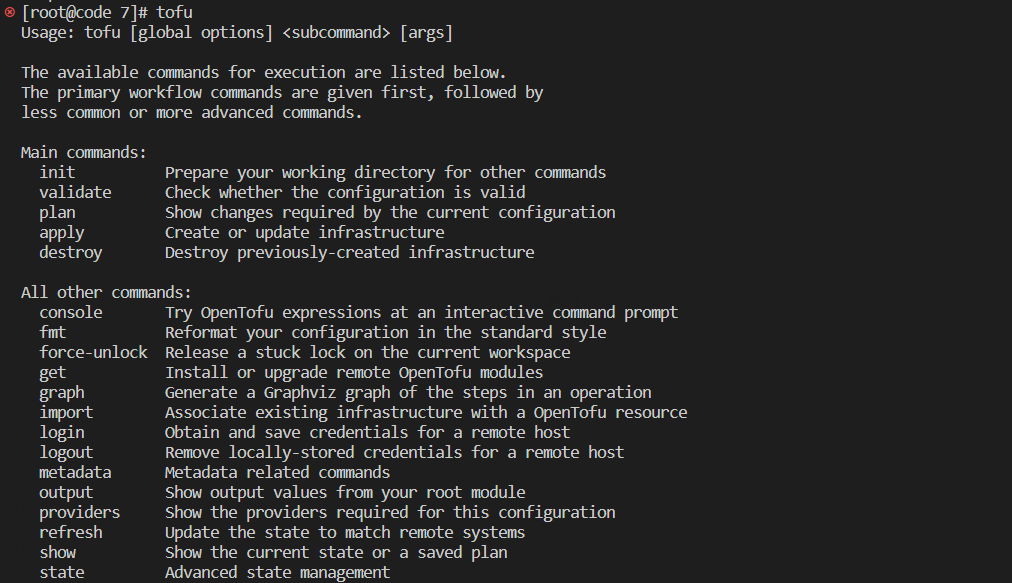 [root@code 7]# tofu
Usage: tofu [global options] <subcommand> [args]

The available commands for execution are listed below.
The primary workflow commands are given first, followed by
less common or more advanced commands.

Main commands:
  init          Prepare your working directory for other commands
  validate      Check whether the configuration is valid
  plan          Show changes required by the current configuration
  apply         Create or update infrastructure
  destroy       Destroy previously-created infrastructure

All other commands:
  console       Try OpenTofu expressions at an interactive command prompt
  fmt           Reformat your configuration in the standard style
  force-unlock  Release a stuck lock on the current workspace
  get           Install or upgrade remote OpenTofu modules
  graph         Generate a Graphviz graph of the steps in an operation
  import        Associate existing infrastructure with a OpenTofu resource
  login         Obtain and save credentials for a remote host
  logout        Remove locally-stored credentials for a remote host
  metadata      Metadata related commands
  output        Show output values from your root module
  providers     Show the providers required for this configuration
  refresh       Update the state to match remote systems
  show          Show the current state or a saved plan
  state         Advanced state management